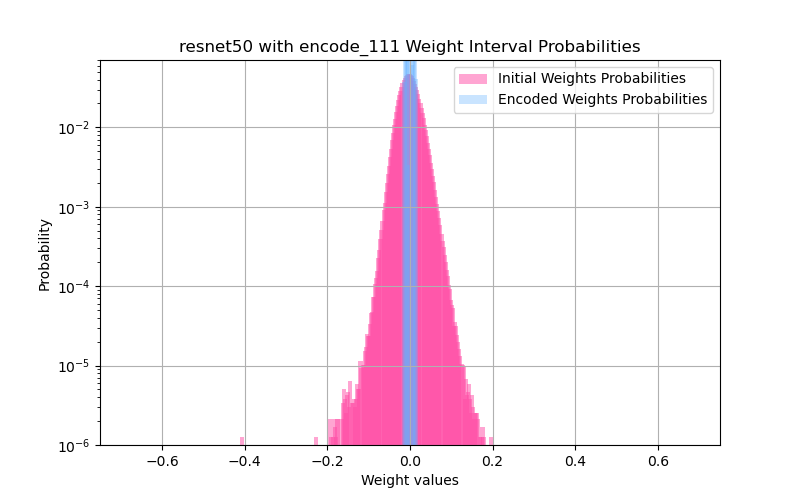 resnet50 with encode_111 Weight Interval Probabilities
Initial Weights Probabilities
Encoded Weights Probabilities
Probability
10⁻²
10⁻³
10⁻⁴
10⁻⁵
10⁻⁶
−0.6 −0.4 −0.2 0.0 0.2 0.4 0.6
Weight values